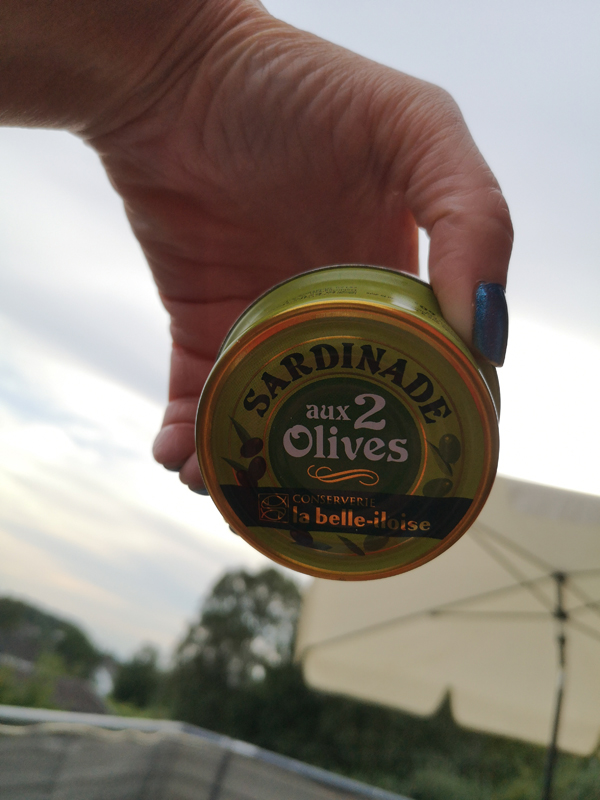 SARDINADE
aux 2
Olives
CONSERVERIE
la belle-iloise